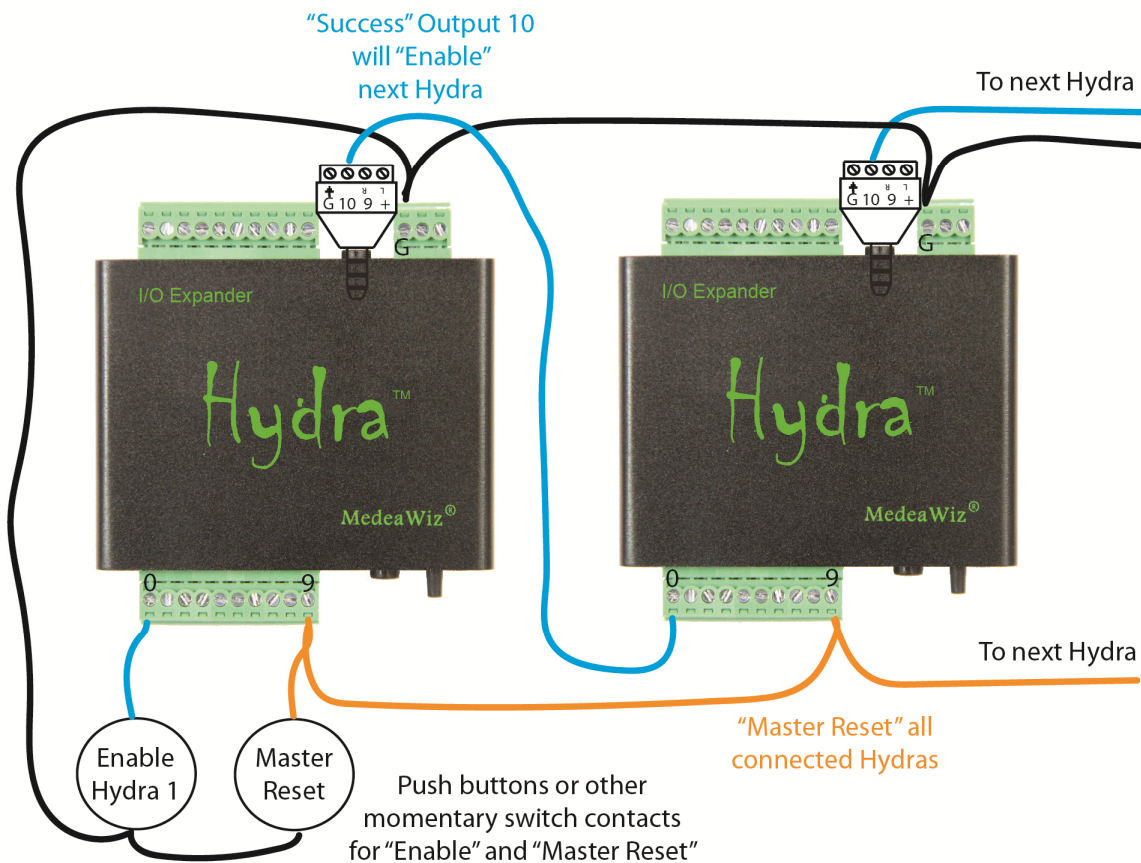 “Success” Output 10
will “Enable”
next Hydra
To next Hydra
R L
G 10 9 +
G
R L
G 10 9 +
G
I/O Expander
Hydra™
MedeaWiz®
0 9
I/O Expander
Hydra™
MedeaWiz®
0 9
To next Hydra
Enable
Hydra 1
Master
Reset
“Master Reset” all
connected Hydras
Push buttons or other
momentary switch contacts
for “Enable” and “Master Reset”